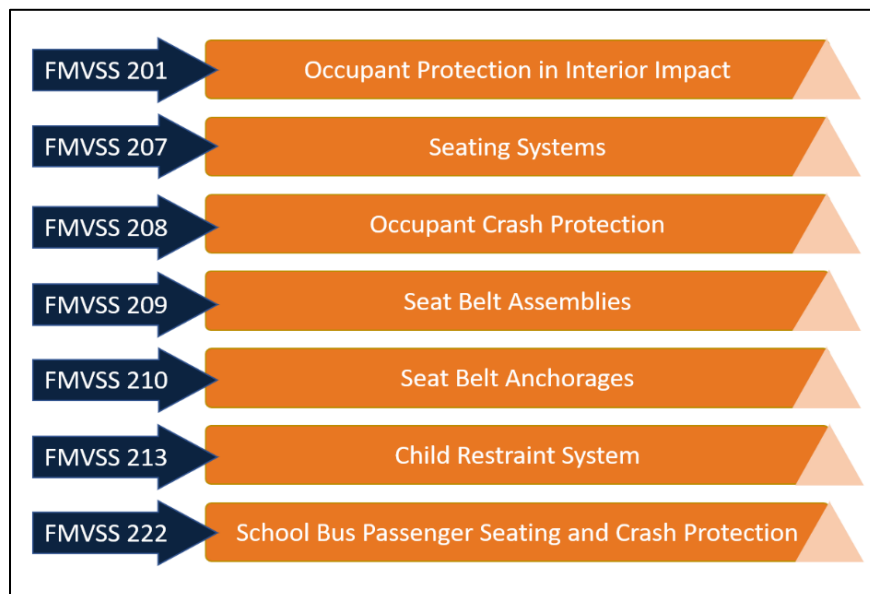 FMVSS 201
Occupant Protection in Interior Impact
FMVSS 207
Seating Systems
FMVSS 208
Occupant Crash Protection
FMVSS 209
Seat Belt Assemblies
FMVSS 210
Seat Belt Anchorages
FMVSS 213
Child Restraint System
FMVSS 222
School Bus Passenger Seating and Crash Protection